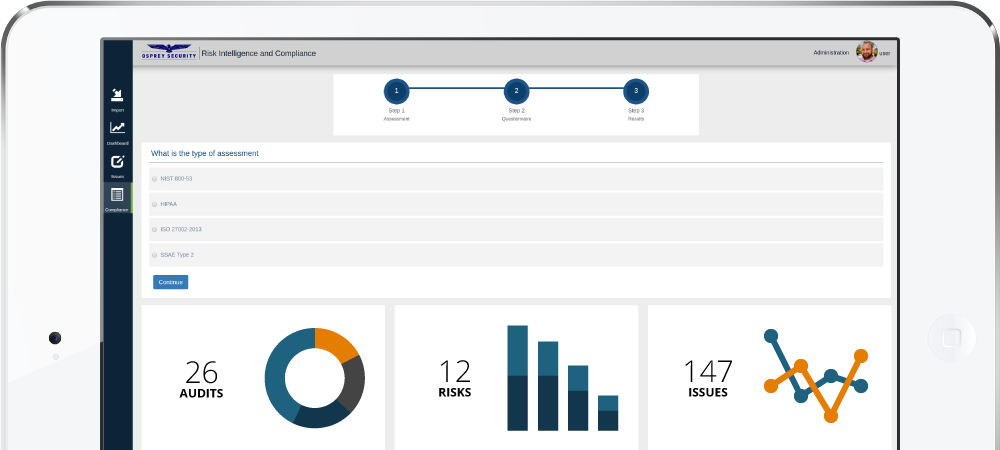 OSPREY SECURITY
Risk Intelligence and Compliance
Administration
user
Import
Dashboard
Issues
Compliance
1
2
3
Step 1
Step 2
Step 3
Assessment
Questionnaire
Results
What is the type of assessment
NIST 800-53
HIPAA
ISO 27002-2013
SSAE Type 2
Continue
26
AUDITS
12
RISKS
147
ISSUES